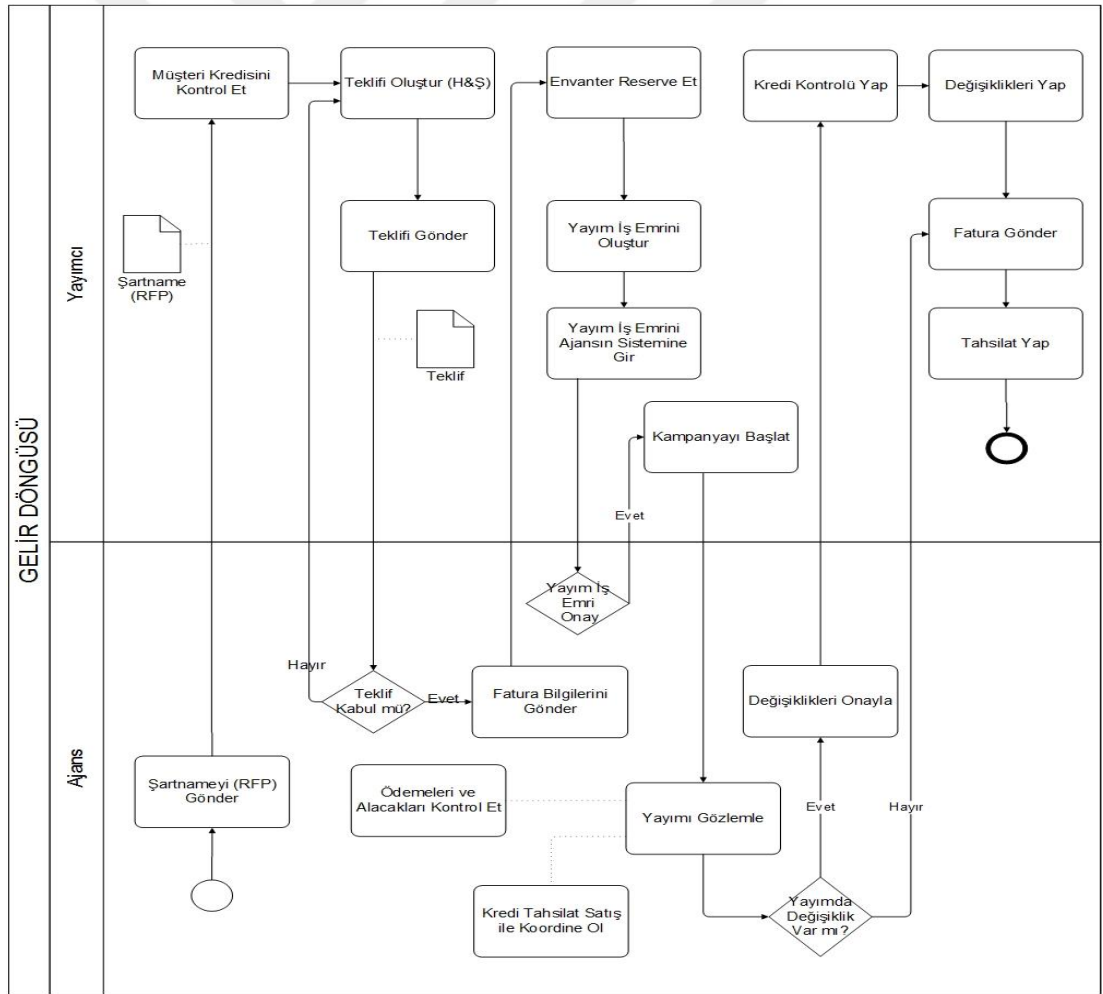 GELİR DÖNGÜSÜ
Yayımcı
Müşteri Kredisini
Kontrol Et
Teklifi Oluştur (H&Ş)
Envanter Reserve Et
Kredi Kontrolü Yap
Değişiklikleri Yap
Şartname
(RFP)
Teklifi Gönder
Yayım İş Emrini
Oluştur
Fatura Gönder
Teklif
Yayım İş Emrini
Ajansın Sistemine
Gir
Tahsilat Yap
Kampanyayı Başlat
Evet
Ajans
Yayım İş
Emri
Onay
Hayır
Teklif
Kabul mü?
Evet
Fatura Bilgilerini
Gönder
Değişiklikleri Onayla
Şartnameyi (RFP)
Gönder
Ödemeleri ve
Alacakları Kontrol Et
Yayımı Gözlemle
Evet
Hayır
Kredi Tahsilat Satış
ile Koordine Ol
Yayımda
Değişiklik
Var mı?